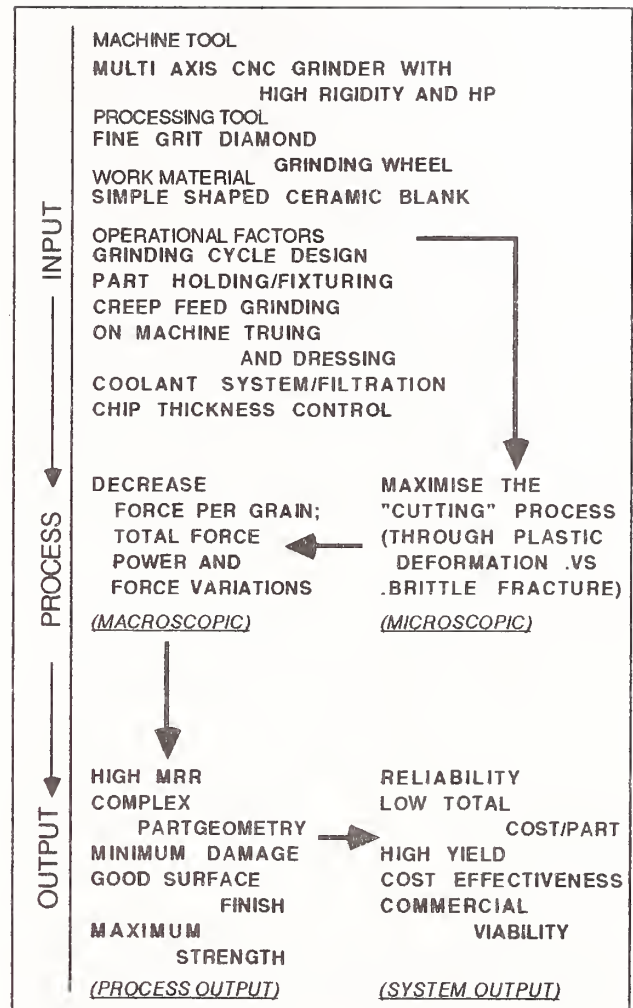 INPUT
MACHINE TOOL
MULTI AXIS CNC GRINDER WITH
HIGH RIGIDITY AND HP
PROCESSING TOOL
FINE GRIT DIAMOND
GRINDING WHEEL
WORK MATERIAL
SIMPLE SHAPED CERAMIC BLANK
OPERATIONAL FACTORS
GRINDING CYCLE DESIGN
PART HOLDING/FIXTURING
CREEP FEED GRINDING
ON MACHINE TRUING
AND DRESSING
COOLANT SYSTEM/FILTRATION
CHIP THICKNESS CONTROL
PROCESS
DECREASE
FORCE PER GRAIN;
TOTAL FORCE
POWER AND
FORCE VARIATIONS
(MACROSCOPIC)
MAXIMISE THE
"CUTTING" PROCESS
(THROUGH PLASTIC
DEFORMATION .VS
.BRITTLE FRACTURE)
(MICROSCOPIC)
OUTPUT
HIGH MRR
COMPLEX
PARTGEOMETRY
MINIMUM DAMAGE
GOOD SURFACE
FINISH
MAXIMUM
STRENGTH
(PROCESS OUTPUT)
RELIABILITY
LOW TOTAL
COST/PART
HIGH YIELD
COST EFFECTIVENESS
COMMERCIAL
VIABILITY
(SYSTEM OUTPUT)